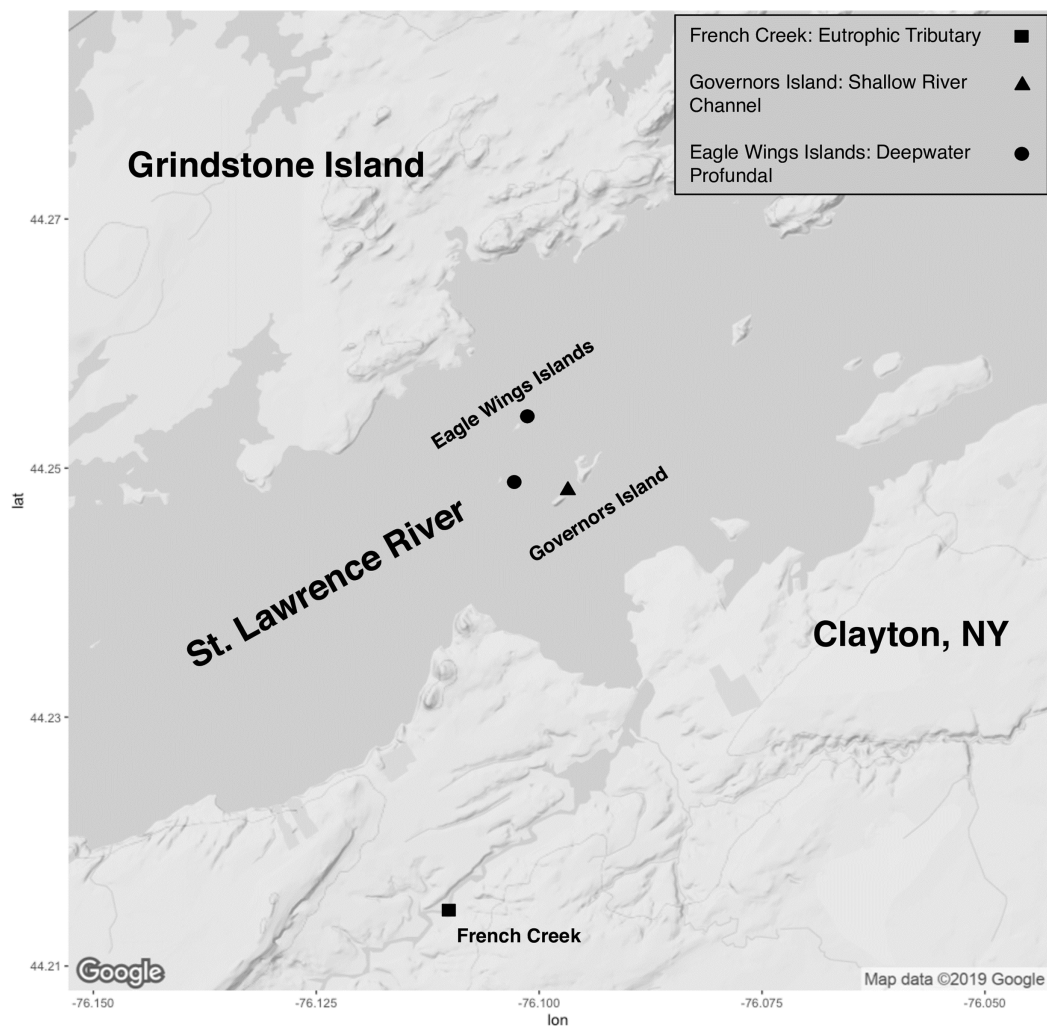 French Creek: Eutrophic Tributary
Governors Island: Shallow River
Channel
Eagle Wings Islands: Deepwater
Profundal
Grindstone Island
44.27
Eagle Wings Islands
44.25
lat
Governors Island
St. Lawrence River
Clayton, NY
44.23
French Creek
44.21
Google
Map data ©2019 Google
-76.150
-76.125
-76.100
-76.075
-76.050
lon